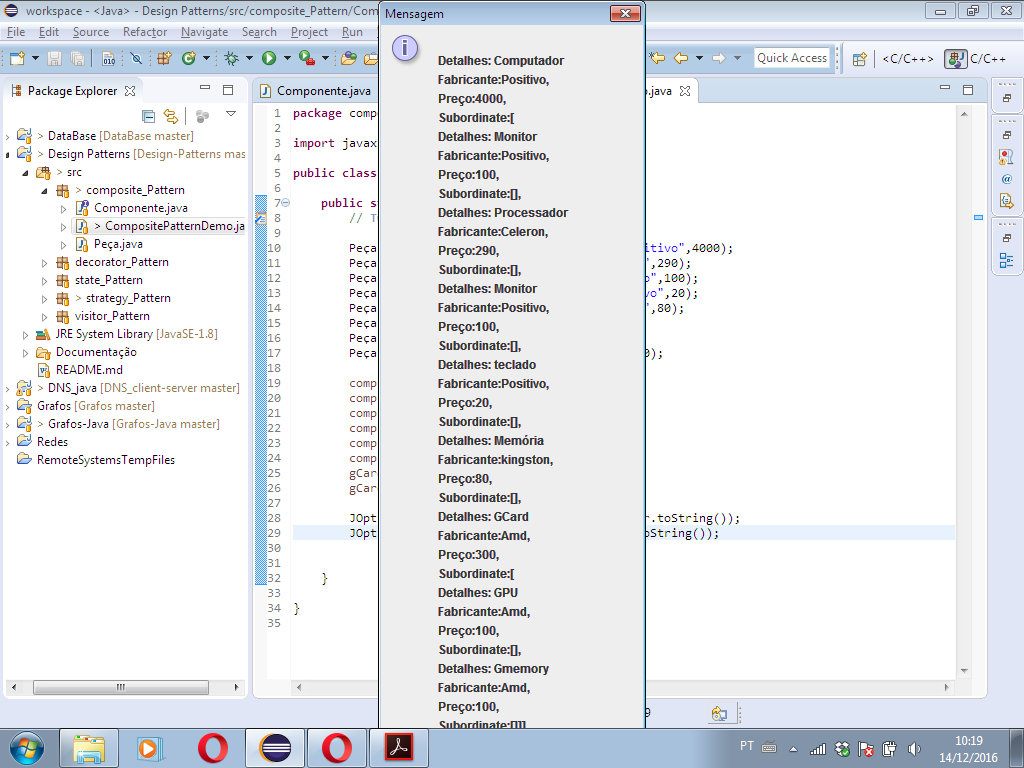 workspace - <Java> - Design Patterns/src/composite_Pattern/Com
Mensagem
File Edit Source Refactor Navigate Search Project Run
Quick Access
<C/C++>
C/C++
Package Explorer
> DataBase [DataBase master]
> Design Patterns [Design-Patterns mas
> src
> composite_Pattern
Componente.java
> CompositePatternDemo.ja
Peça.java
decorator_Pattern
state_Pattern
> strategy_Pattern
visitor_Pattern
JRE System Library [JavaSE-1.8]
Documentação
README.md
> DNS_java [DNS_client-server master]
Grafos [Grafos master]
> Grafos-Java [Grafos-Java master]
Redes
RemoteSystemsTempFiles
Componente.java
o.java
1 package comp
2
3 import javax
4
5 public class
6
7 public s
8 // T
9
10 Peça itivo",4000);
11 Peça ",290);
12 Peça o",100);
13 Peça vo",20);
14 Peça ",80);
15 Peça
16 Peça
17 Peça 0);
18
19 comp
20 comp
21 comp
22 comp
23 comp
24 comp
25 gCar
26 gCar
27
28 JOpt r.toString());
29 JOpt oString());
30
31
32 }
33
34 }
35
Detalhes: Computador
Fabricante:Positivo,
Preço:4000,
Subordinate:[
Detalhes: Monitor
Fabricante:Positivo,
Preço:100,
Subordinate:[],
Detalhes: Processador
Fabricante:Celeron,
Preço:290,
Subordinate:[],
Detalhes: Monitor
Fabricante:Positivo,
Preço:100,
Subordinate:[],
Detalhes: teclado
Fabricante:Positivo,
Preço:20,
Subordinate:[],
Detalhes: Memória
Fabricante:kingston,
Preço:80,
Subordinate:[],
Detalhes: GCard
Fabricante:Amd,
Preço:300,
Subordinate:[
Detalhes: GPU
Fabricante:Amd,
Preço:100,
Subordinate:[],
Detalhes: Gmemory
Fabricante:Amd,
Preço:100,
Subordinate:[]]]
9
PT
10:19
14/12/2016